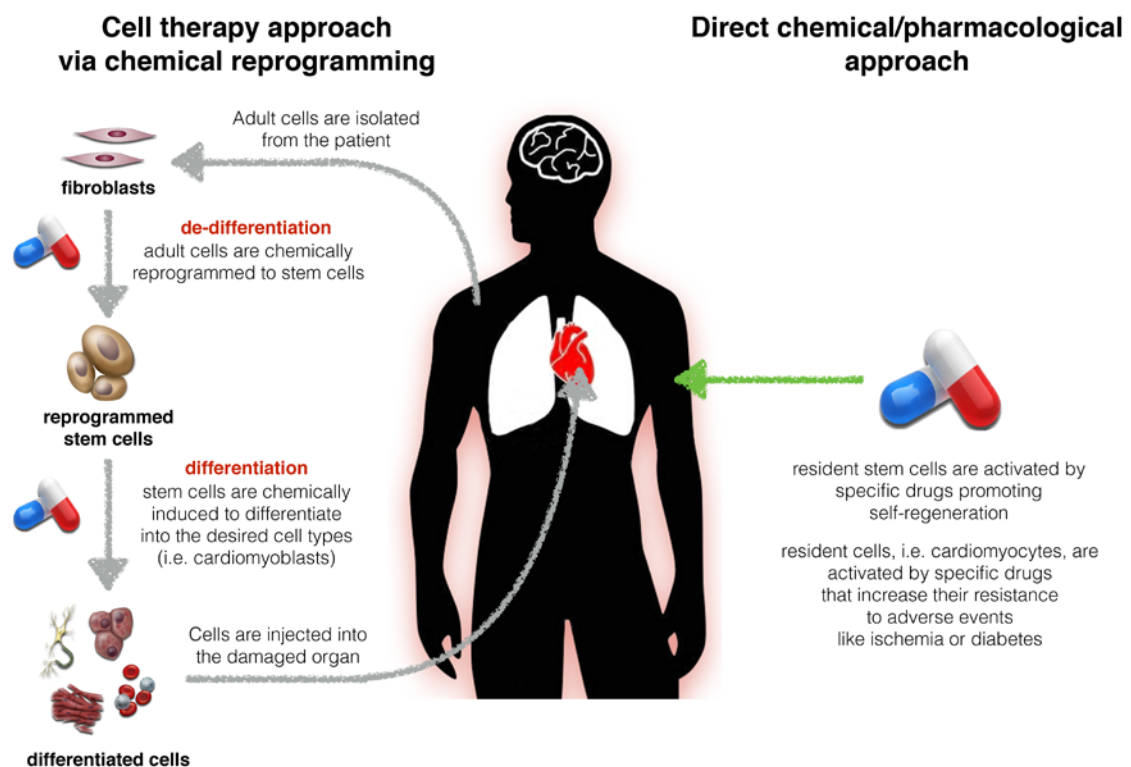 Cell therapy approach
via chemical reprogramming
Direct chemical/pharmacological
approach
Adult cells are isolated
from the patient
fibroblasts
de-differentiation
adult cells are chemically
reprogrammed to stem cells
reprogrammed
stem cells
differentiation
stem cells are chemically
induced to differentiate
into the desired cell types
(i.e. cardiomyoblasts)
Cells are injected into
the damaged organ
differentiated cells
resident stem cells are activated by
specific drugs promoting
self-regeneration
resident cells, i.e. cardiomyocytes, are
activated by specific drugs
that increase their resistance
to adverse events
like ischemia or diabetes